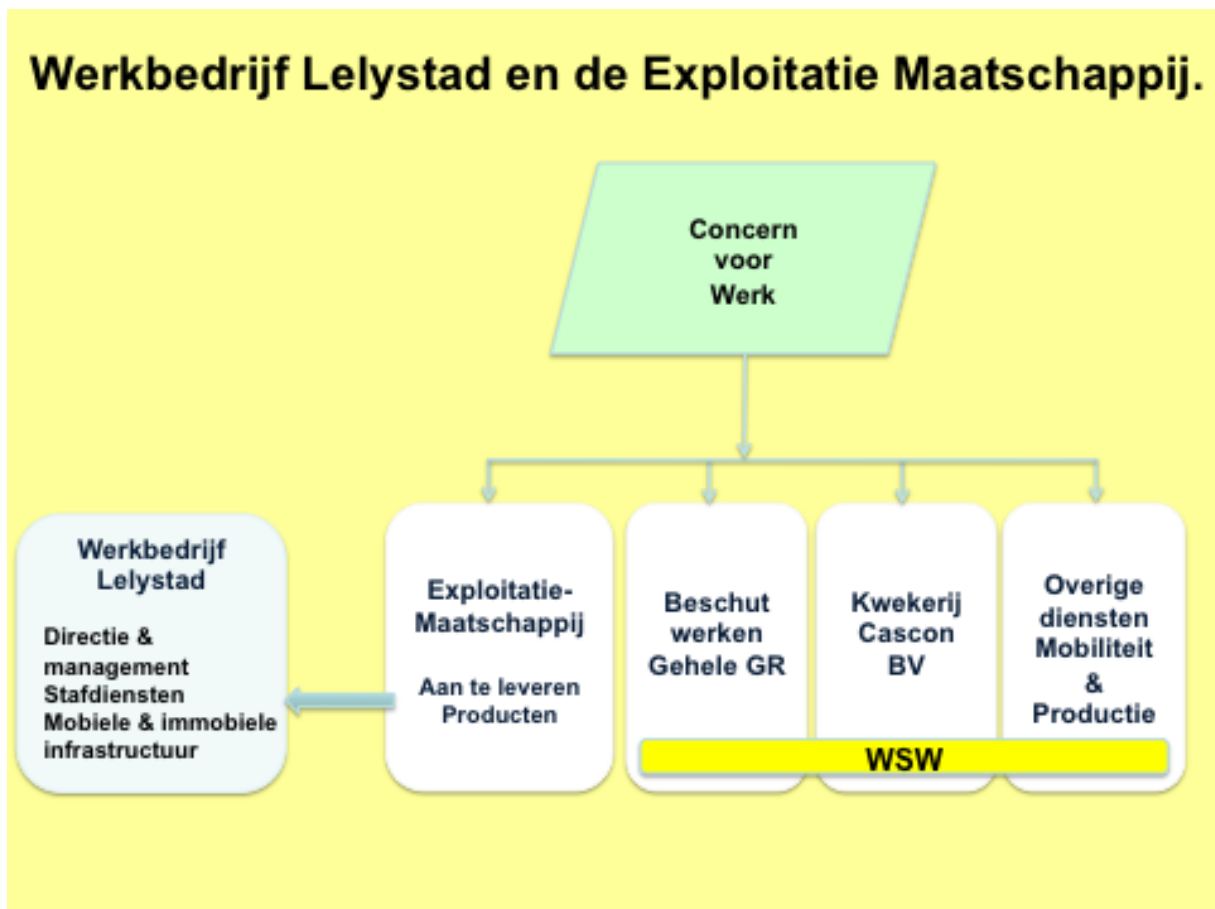 Werkbedrijf Lelystad en de Exploitatie Maatschappij.
Concern
voor
Werk
Werkbedrijf
Lelystad
Directie &
management
Stafdiensten
Mobiele & immobiele
infrastructuur
Exploitatie-
Maatschappij
Aan te leveren
Producten
Beschut
werken
Gehele GR
Kwekerij
Cascon
BV
Overige
diensten
Mobiliteit
&
Productie
WSW